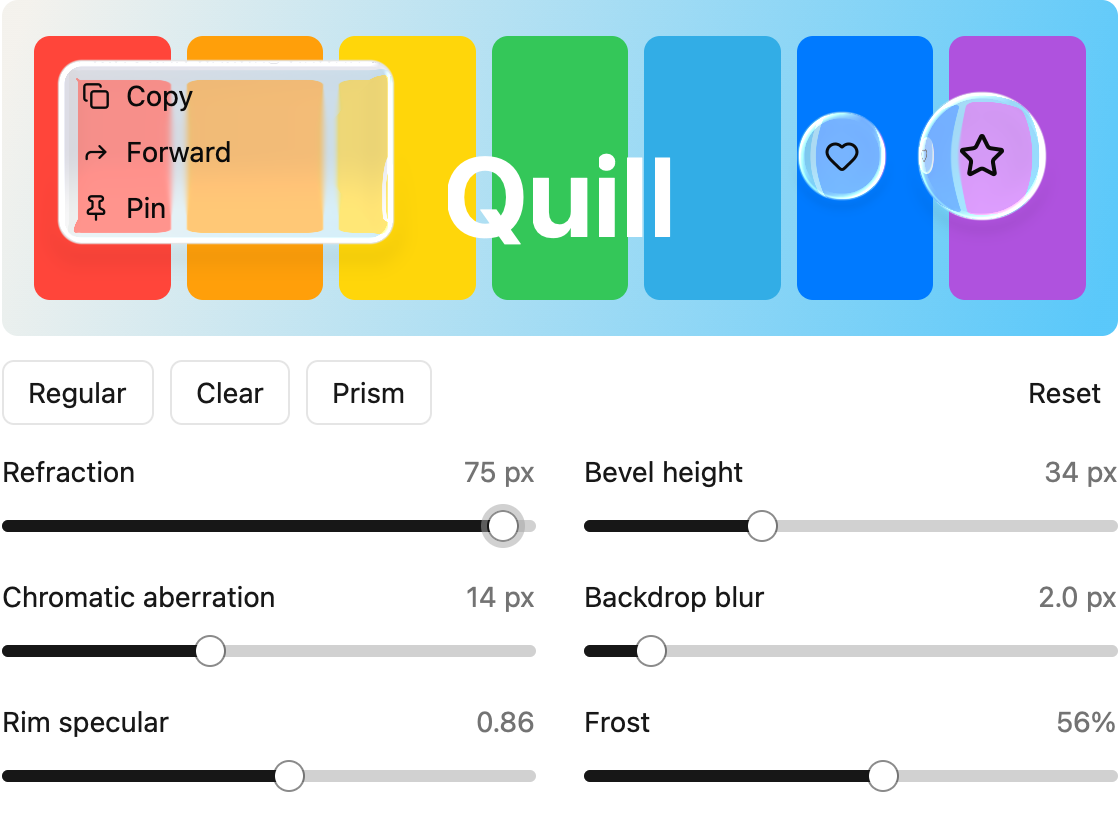 Copy
Forward
Pin
Quill
Regular Clear Prism Reset
Refraction 75 px Bevel height 34 px
Chromatic aberration 14 px Backdrop blur 2.0 px
Rim specular 0.86 Frost 56%